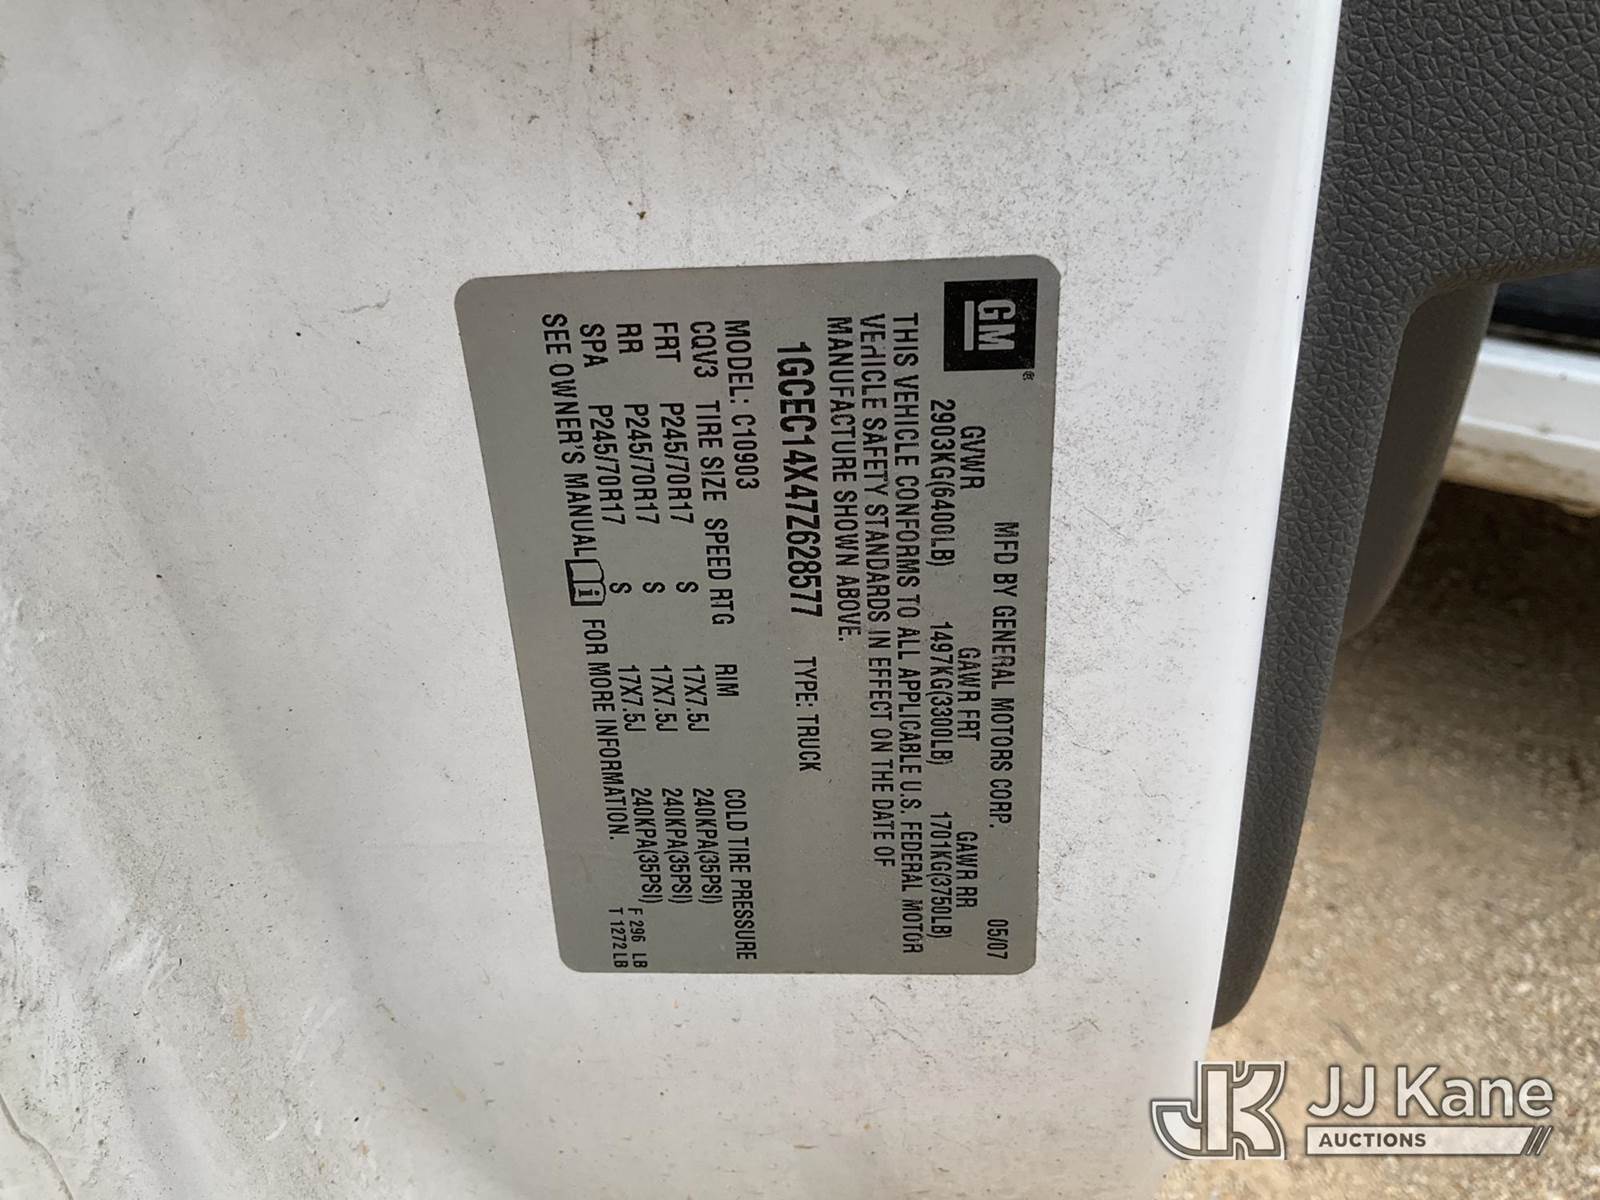 GM
MFD BY GENERAL MOTORS CORP. 05/07
GVWR GAWR FRT GAWR RR
2903KG(6400LB) 1497KG(3300LB) 1701KG(3750LB)
THIS VEHICLE CONFORMS TO ALL APPLICABLE U.S. FEDERAL MOTOR
VEHICLE SAFETY STANDARDS IN EFFECT ON THE DATE OF
MANUFACTURE SHOWN ABOVE.
1GCEC14X47Z628577 TYPE: TRUCK
MODEL: C10903
CQV3 TIRE SIZE SPEED RTG RIM COLD TIRE PRESSURE
FRT P245/70R17 S 17X7.5J 240KPA(35PSI)
RR P245/70R17 S 17X7.5J 240KPA(35PSI)
SPA P245/70R17 S 17X7.5J 240KPA(35PSI)
SEE OWNER'S MANUAL i FOR MORE INFORMATION.
F 296 LB
T 1272 LB
JK
JJ Kane
AUCTIONS